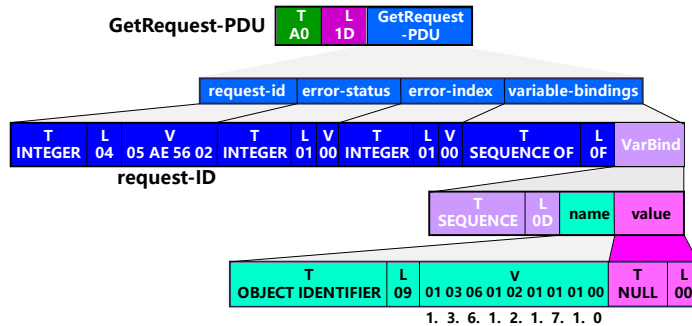 GetRequest-PDU
T A0
L 1D
GetRequest
-PDU
request-id error-status error-index variable-bindings
T L V T L V T L V T L
INTEGER 04 05 AE 56 02 INTEGER 01 00 INTEGER 01 00 SEQUENCE OF 0F VarBind
request-ID
T L
SEQUENCE 0D name value
T L V T L
OBJECT IDENTIFIER 09 01 03 06 01 02 01 01 01 00 NULL 00
1. 3. 6. 1. 2. 1. 7. 1. 0